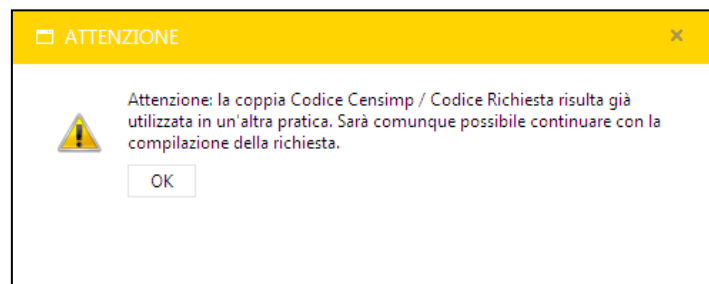 ATTENZIONE
Attenzione: la coppia Codice Censimp / Codice Richiesta risulta già
utilizzata in un'altra pratica. Sarà comunque possibile continuare con la
compilazione della richiesta.
OK